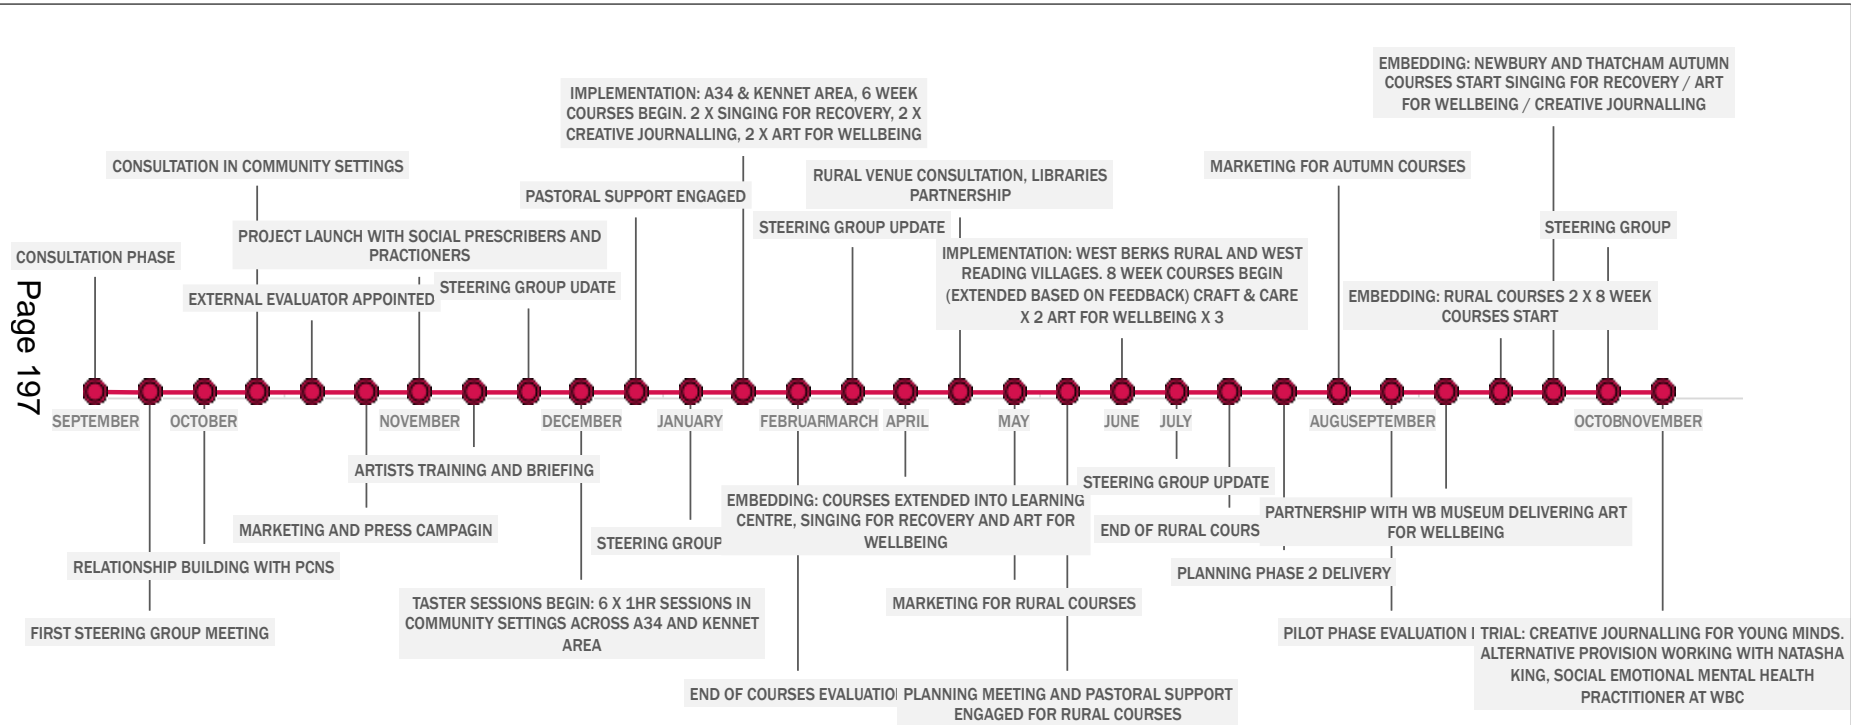 EMBEDDING: NEWBURY AND THATCHAM AUTUMN
COURSES START SINGING FOR RECOVERY / ART
FOR WELLBEING / CREATIVE JOURNALLING
IMPLEMENTATION: A34 & KENNET AREA, 6 WEEK
COURSES BEGIN. 2 X SINGING FOR RECOVERY, 2 X
CREATIVE JOURNALLING, 2 X ART FOR WELLBEING
CONSULTATION IN COMMUNITY SETTINGS
MARKETING FOR AUTUMN COURSES
RURAL VENUE CONSULTATION, LIBRARIES
PARTNERSHIP
PASTORAL SUPPORT ENGAGED
STEERING GROUP UPDATE
STEERING GROUP
PROJECT LAUNCH WITH SOCIAL PRESCRIBERS AND
PRACTIONERS
CONSULTATION PHASE
IMPLEMENTATION: WEST BERKS RURAL AND WEST
READING VILLAGES. 8 WEEK COURSES BEGIN
(EXTENDED BASED ON FEEDBACK) CRAFT & CARE
X 2 ART FOR WELLBEING X 3
STEERING GROUP UDATE
EXTERNAL EVALUATOR APPOINTED
EMBEDDING: RURAL COURSES 2 X 8 WEEK
COURSES START
Page 197
SEPTEMBER
OCTOBER
NOVEMBER
DECEMBER
JANUARY
FEBRUAR
MARCH
APRIL
MAY
JUNE
JULY
AUGU
SEPTEMBER
OCTOB
NOVEMBER
ARTISTS TRAINING AND BRIEFING
STEERING GROUP UPDATE
EMBEDDING: COURSES EXTENDED INTO LEARNING
CENTRE, SINGING FOR RECOVERY AND ART FOR
WELLBEING
PARTNERSHIP WITH WB MUSEUM DELIVERING ART
FOR WELLBEING
MARKETING AND PRESS CAMPAGIN
END OF RURAL COURS
STEERING GROUP
RELATIONSHIP BUILDING WITH PCNS
PLANNING PHASE 2 DELIVERY
TASTER SESSIONS BEGIN: 6 X 1HR SESSIONS IN
COMMUNITY SETTINGS ACROSS A34 AND KENNET
AREA
MARKETING FOR RURAL COURSES
FIRST STEERING GROUP MEETING
PILOT PHASE EVALUATION
TRIAL: CREATIVE JOURNALLING FOR YOUNG MINDS.
ALTERNATIVE PROVISION WORKING WITH NATASHA
KING, SOCIAL EMOTIONAL MENTAL HEALTH
PRACTITIONER AT WBC
END OF COURSES EVALUATIO
PLANNING MEETING AND PASTORAL SUPPORT
ENGAGED FOR RURAL COURSES